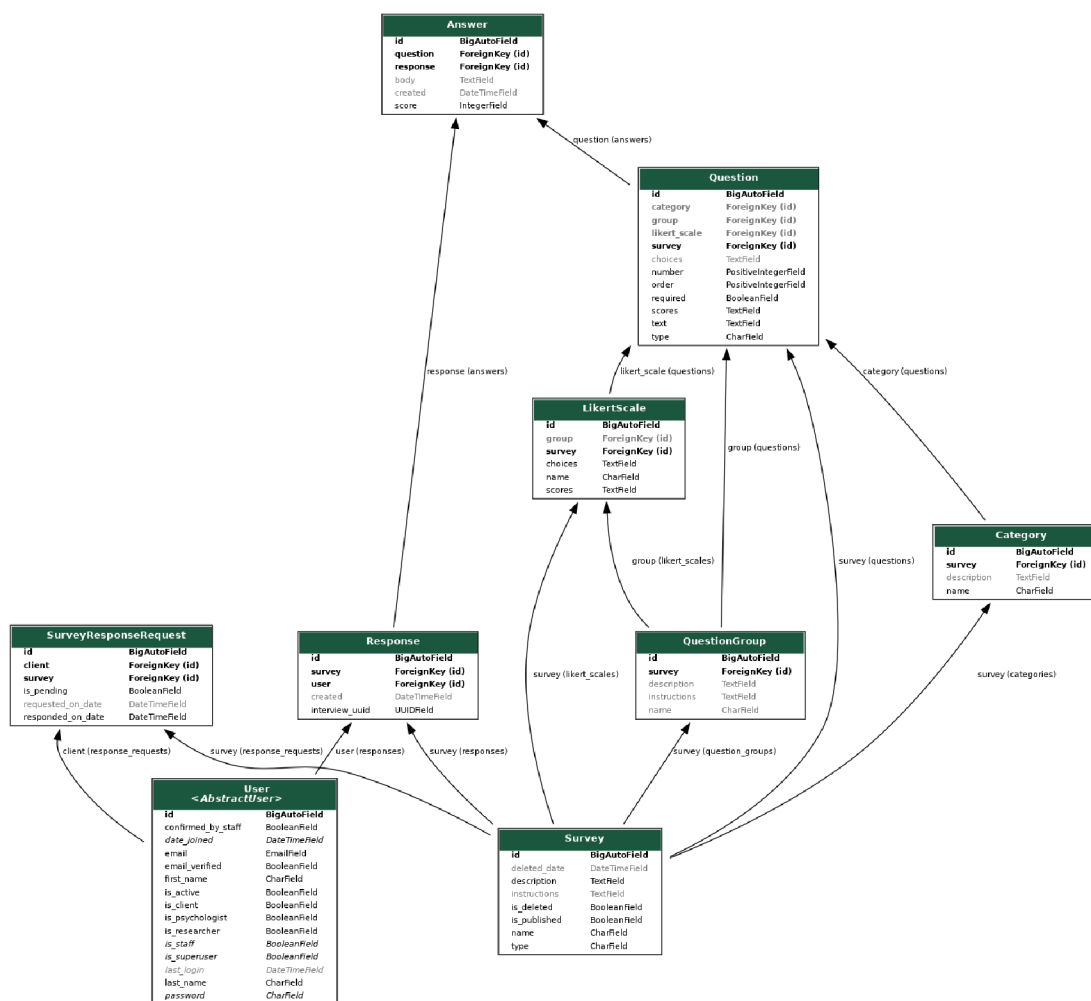 Answer
id BigAutoField
question ForeignKey (id)
response ForeignKey (id)
body TextField
created DateTimeField
score IntegerField
question (answers)
Question
id BigAutoField
category ForeignKey (id)
group ForeignKey (id)
likert_scale ForeignKey (id)
survey ForeignKey (id)
choices TextField
number PositiveIntegerField
order PositiveIntegerField
required BooleanField
scores TextField
text TextField
type CharField
response (answers)
likert_scale (questions)
category (questions)
LikertScale
id BigAutoField
group ForeignKey (id)
survey ForeignKey (id)
choices TextField
name CharField
scores TextField
group (questions)
Category
id BigAutoField
survey ForeignKey (id)
description TextField
name CharField
group (likert_scales)
survey (questions)
SurveyResponseRequest
id BigAutoField
client ForeignKey (id)
survey ForeignKey (id)
is_pending BooleanField
requested_on_date DateTimeField
responded_on_date DateTimeField
Response
id BigAutoField
survey ForeignKey (id)
user ForeignKey (id)
created DateTimeField
interview_uuid UUIDField
QuestionGroup
id BigAutoField
survey ForeignKey (id)
description TextField
instructions TextField
name CharField
survey (likert_scales)
survey (categories)
client (response_requests)
survey (response_requests)
user (responses)
survey (responses)
survey (question_groups)
User
<AbstractUser>
id BigAutoField
confirmed_by_staff BooleanField
date_joined DateTimeField
email EmailField
email_verified BooleanField
first_name CharField
is_active BooleanField
is_client BooleanField
is_psychologist BooleanField
is_researcher BooleanField
is_staff BooleanField
is_superuser BooleanField
last_login DateTimeField
last_name CharField
password CharField
Survey
id BigAutoField
deleted_date DateTimeField
description TextField
instructions TextField
is_deleted BooleanField
is_published BooleanField
name CharField
type CharField